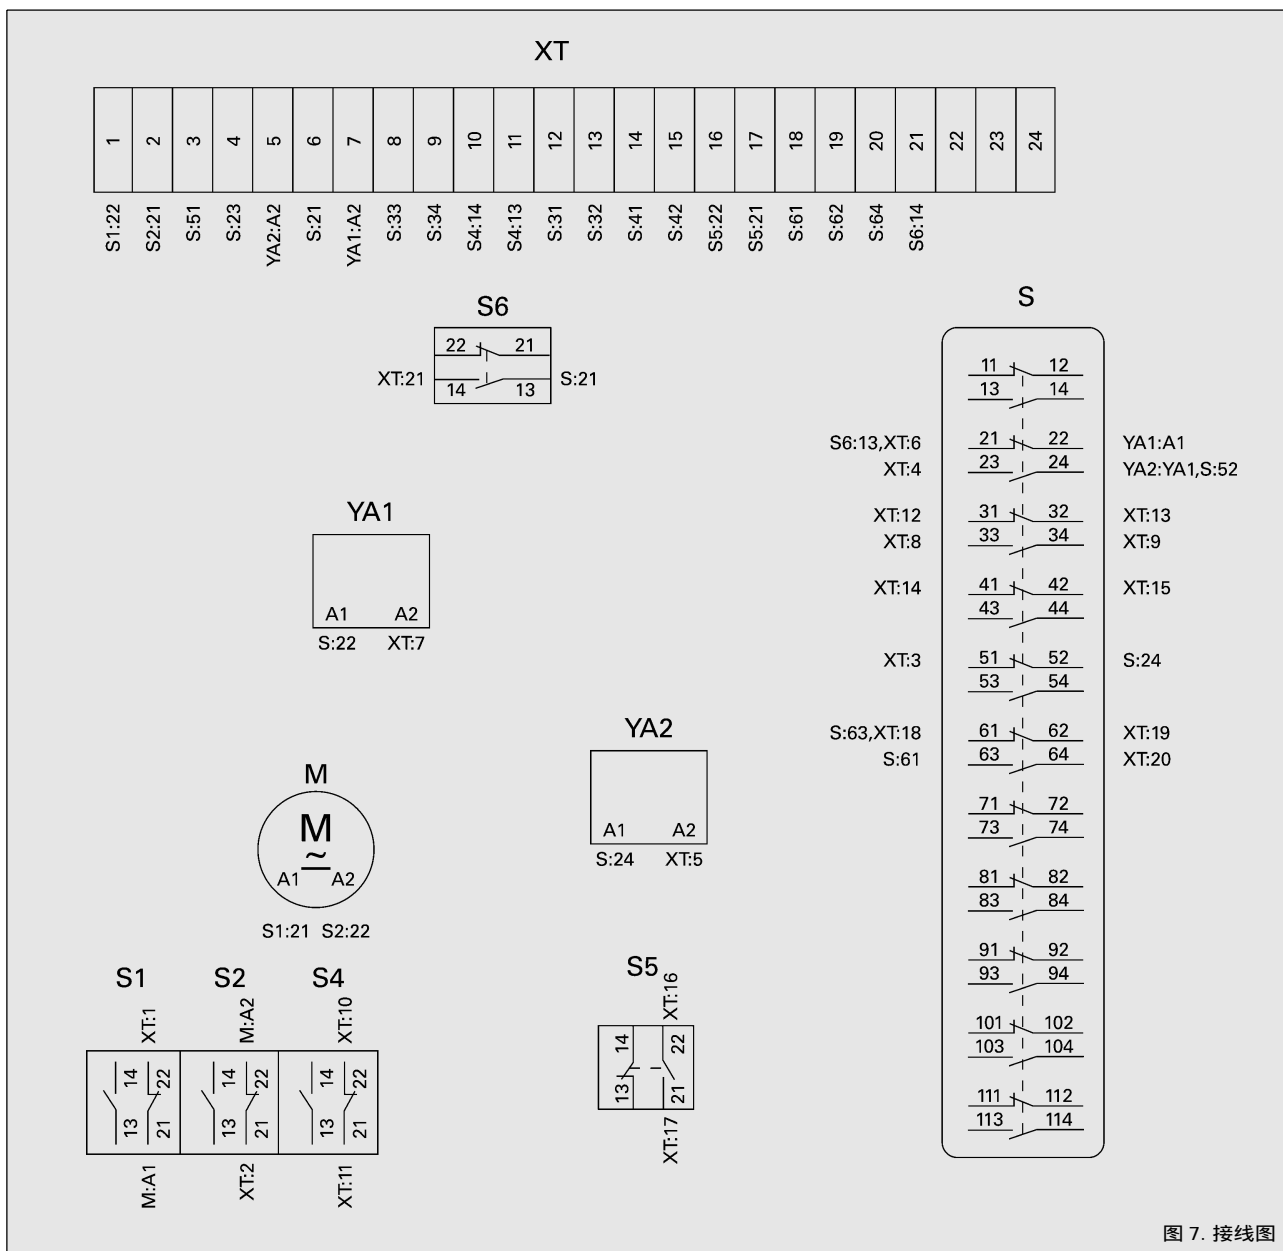 XT
1 2 3 4 5 6 7 8 9 10 11 12 13 14 15 16 17 18 19 20 21 22 23 24
S1:22 S2:21 S:51 S:23 YA2:A2 S:21 YA1:A2 S:33 S:34 S4:14 S4:13 S:31 S:32 S:41 S:42 S5:22 S5:21 S:61 S:62 S:64 S6:14
S6
22 21
XT:21 S:21
14 13
S
11 12
13 14
S6:13,XT:6 21 22 YA1:A1
XT:4 23 24 YA2:YA1,S:52
XT:12 31 32 XT:13
XT:8 33 34 XT:9
XT:14 41 42 XT:15
43 44
XT:3 51 52 S:24
53 54
S:63,XT:18 61 62 XT:19
S:61 63 64 XT:20
71 72
73 74
81 82
83 84
91 92
93 94
101 102
103 104
111 112
113 114
YA1
A1 A2
S:22 XT:7
YA2
A1 A2
S:24 XT:5
M
M
~
A1 A2
S1:21 S2:22
S1 S2 S4
XT:1 M:A2 XT:10
14 22 14 22 14 22
13 21 13 21 13 21
M:A1 XT:2 XT:11
S5
XT:16
14 22
13 21
XT:17
图 7. 接线图